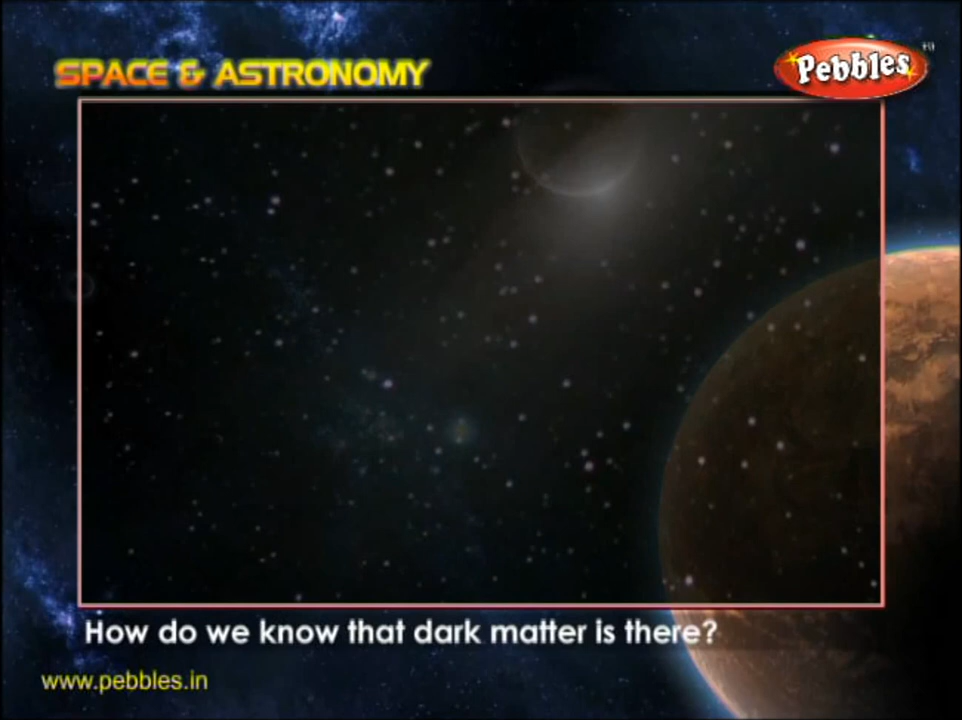 SPACE & ASTRONOMY
Pebbles
How do we know that dark matter is there?
www.pebbles.in